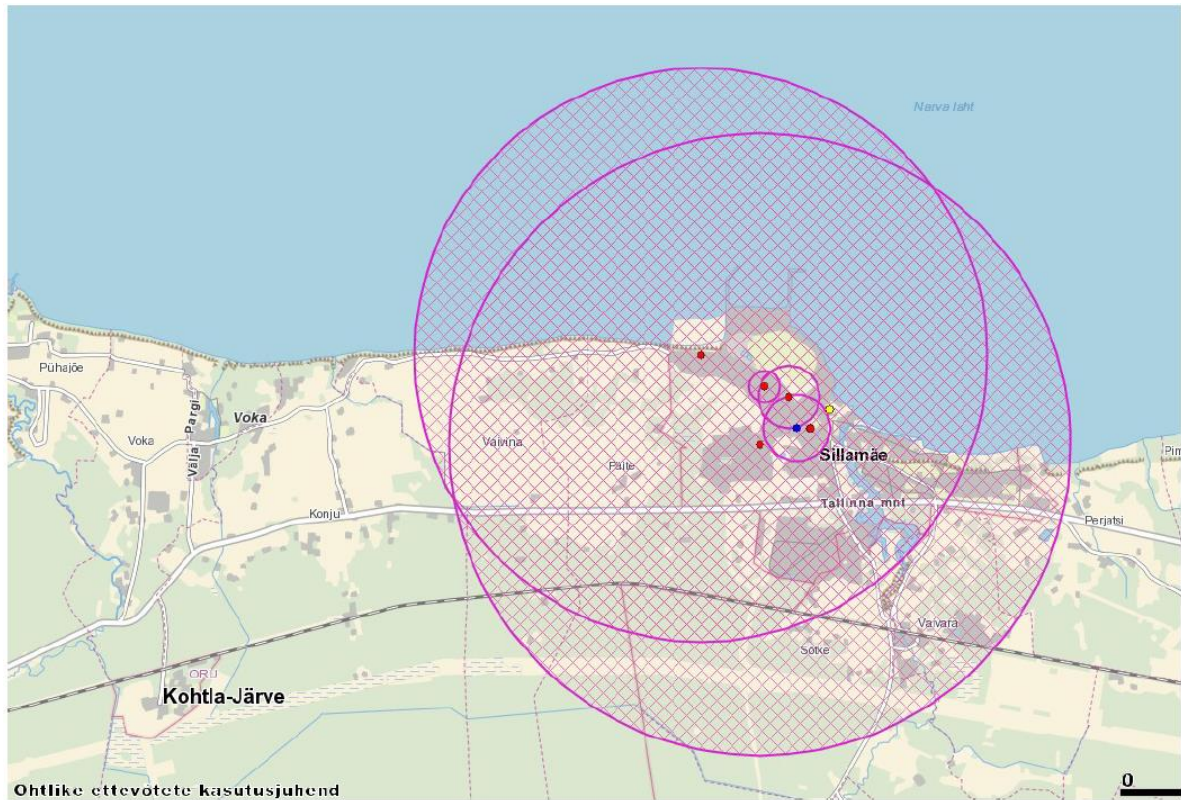 Narva laht
Pühajõe
Voka
Voka
Välja
Pargi
Vaivina
Päite
Sillamäe
Konju
Tallinna mnt
Perjatsi
Vaivara
Sõtke
ORU
Kohtla-Järve
Ohtlike ettevõtete kasutusjuhend
0